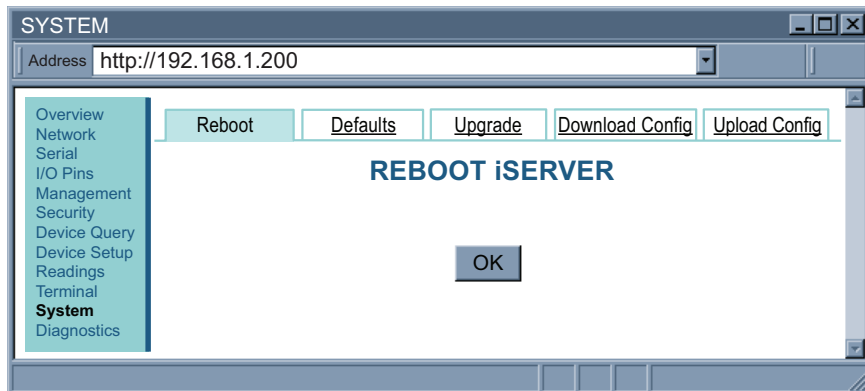 SYSTEM
Address http://192.168.1.200
Overview
Network
Serial
I/O Pins
Management
Security
Device Query
Device Setup
Readings
Terminal
System
Diagnostics
Reboot Defaults Upgrade Download Config Upload Config
REBOOT iSERVER
OK